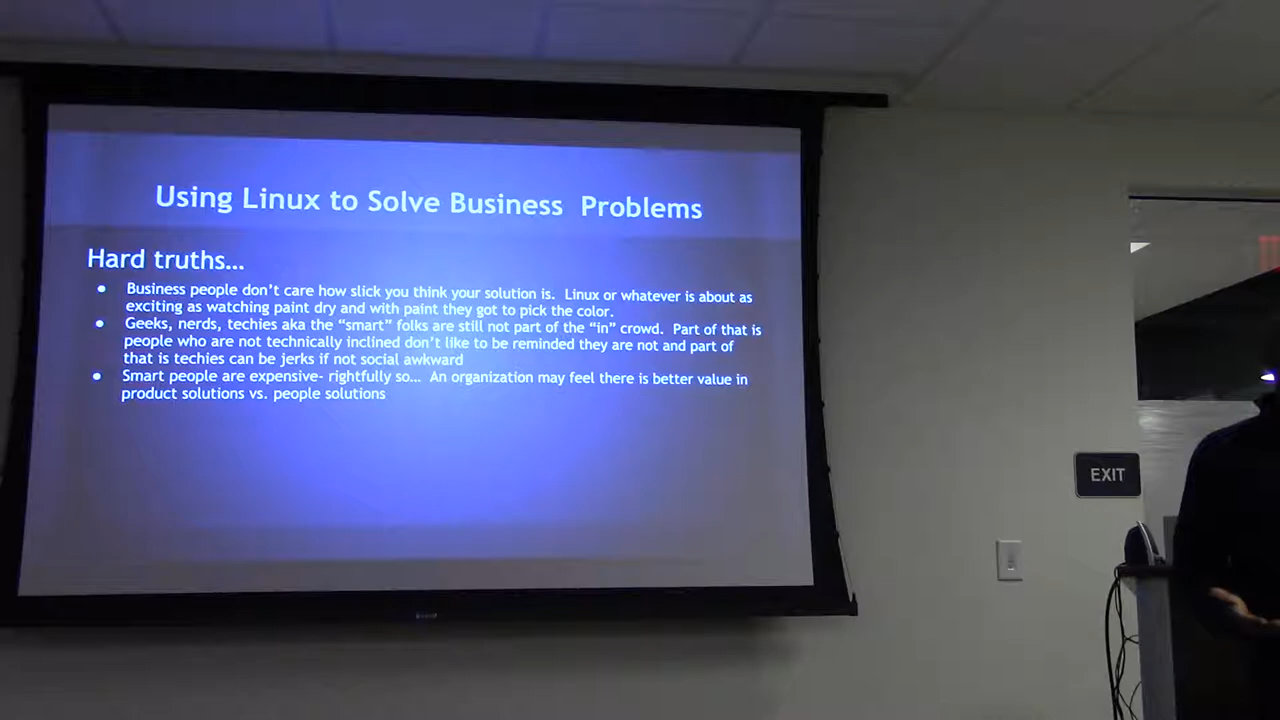 Using Linux to Solve Business Problems
Hard truths...
• Business people don't care how slick you think your solution is. Linux or whatever is about as
exciting as watching paint dry and with paint they got to pick the color.
• Geeks, nerds, techies aka the “smart” folks are still not part of the “in” crowd. Part of that is
people who are not technically inclined don't like to be reminded they are not and part of
that is techies can be jerks if not social awkward
• Smart people are expensive- rightfully so... An organization may feel there is better value in
product solutions vs. people solutions
EXIT